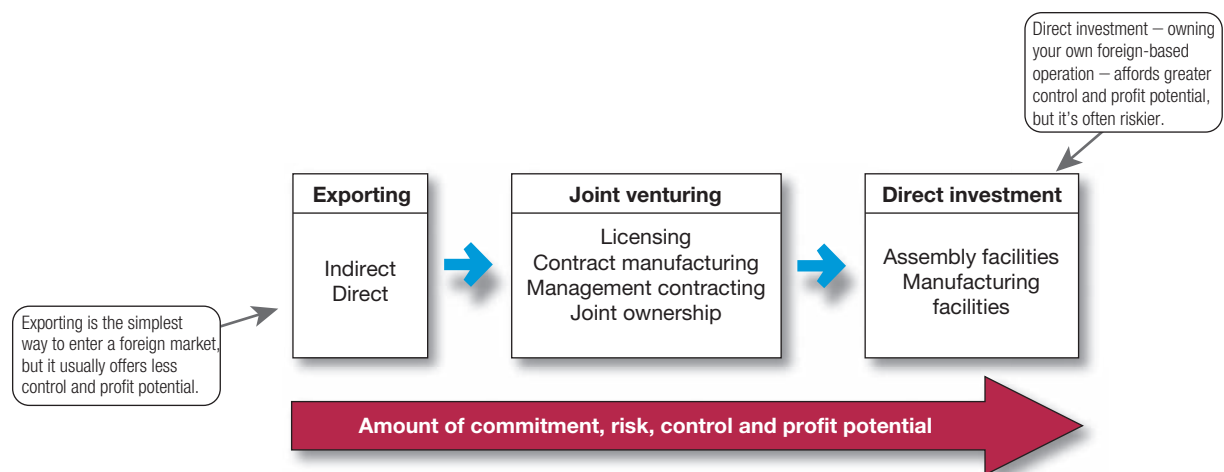 Direct investment – owning
your own foreign-based
operation – affords greater
control and profit potential,
but it's often riskier.
Exporting
Indirect
Direct
Joint venturing
Licensing
Contract manufacturing
Management contracting
Joint ownership
Direct investment
Assembly facilities
Manufacturing
facilities
Exporting is the simplest
way to enter a foreign market,
but it usually offers less
control and profit potential.
Amount of commitment, risk, control and profit potential